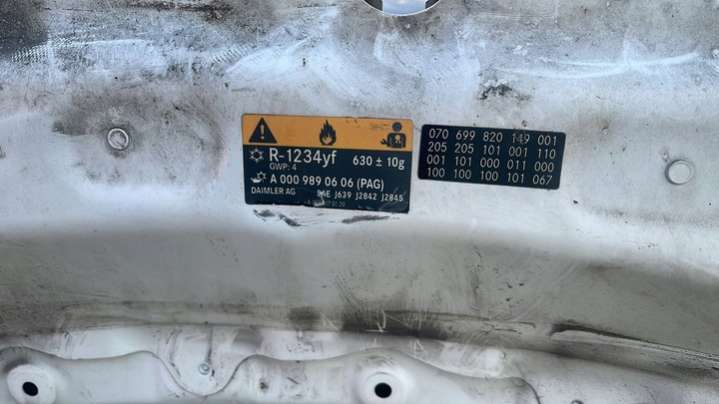 R-1234yf 630 ± 10g
GWP: 4
A 000 989 06 06 (PAG)
DAIMLER AG SAE J639 J2842 J2845
070 699 820 149 001
205 205 101 001 110
001 101 000 011 000
100 100 100 101 067